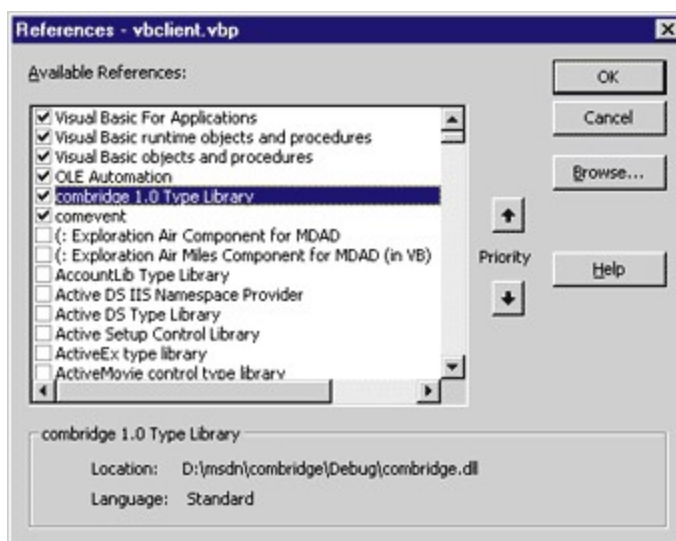 References - vbclient.vbp
Available References:
OK
Cancel
Browse...
Help
Visual Basic For Applications
Visual Basic runtime objects and procedures
Visual Basic objects and procedures
OLE Automation
combridge 1.0 Type Library
comevent
(: Exploration Air Component for MDAD
(: Exploration Air Miles Component for MDAD (in VB)
AccountLib Type Library
Active DS IIS Namespace Provider
Active DS Type Library
Active Setup Control Library
ActiveEx type library
ActiveMovie control type library
Priority
combridge 1.0 Type Library
Location: D:\msdn\combridge\Debug\combridge.dll
Language: Standard